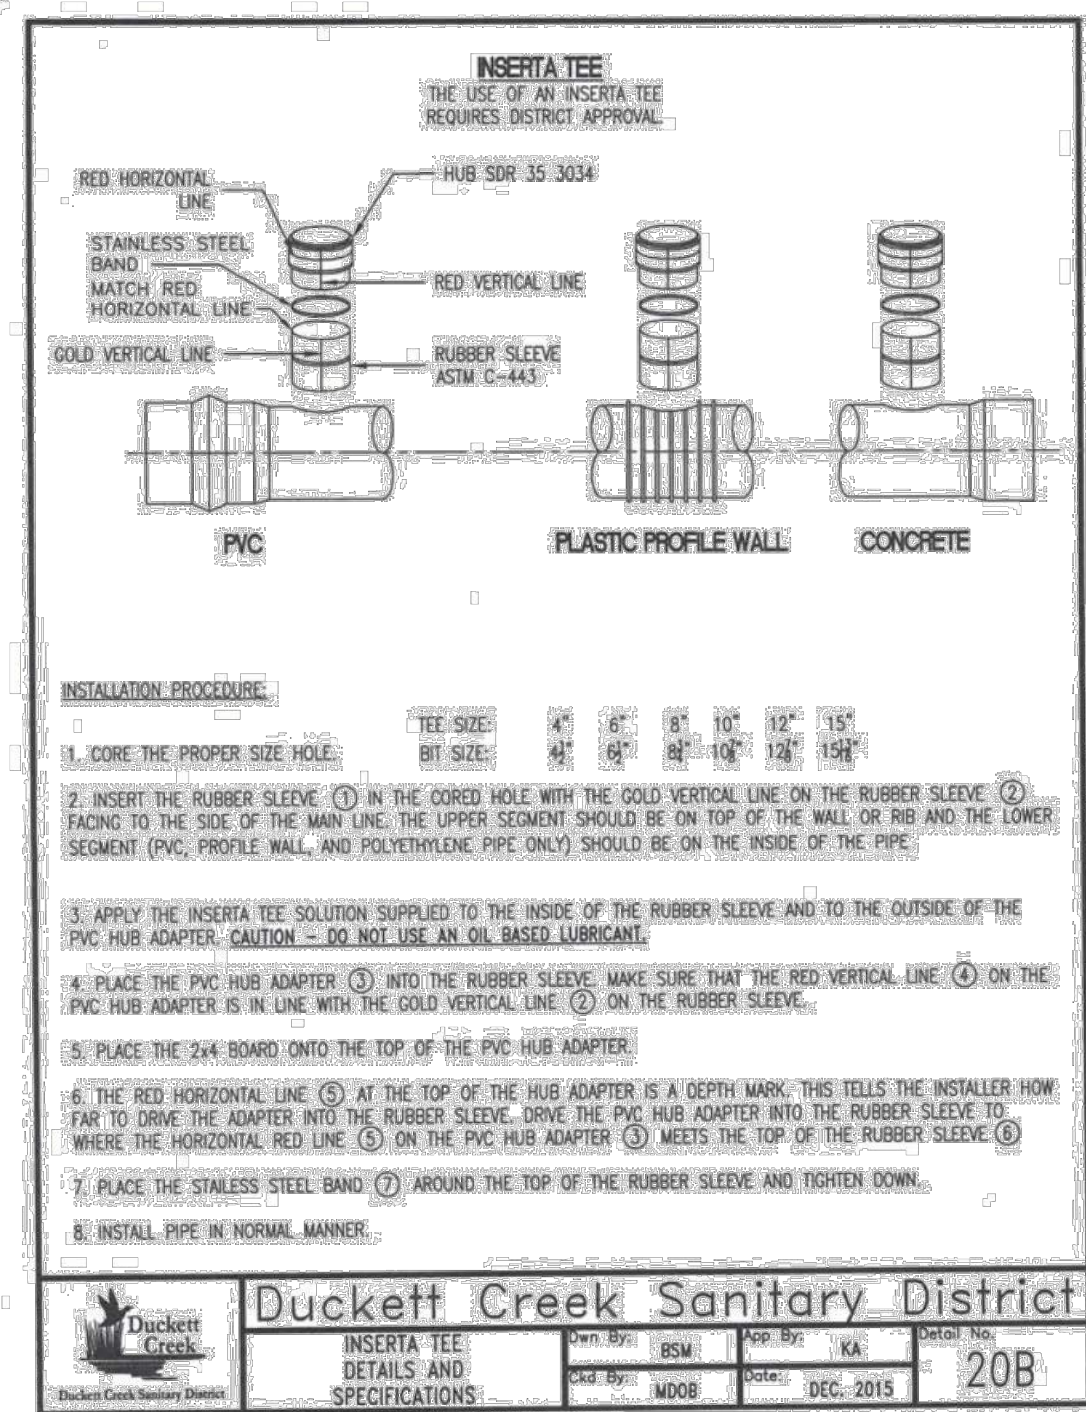 INSERTA TEE
THE USE OF AN INSERTA TEE
REQUIRES DISTRICT APPROVAL.
RED HORIZONTAL
LINE
HUB SDR 35 3034
STAINLESS STEEL
BAND
MATCH RED
HORIZONTAL LINE
RED VERTICAL LINE
GOLD VERTICAL LINE
RUBBER SLEEVE
ASTM C-443
PVC
PLASTIC PROFILE WALL
CONCRETE
INSTALLATION PROCEDURE:
TEE SIZE: 4" 6" 8" 10" 12" 15"
1. CORE THE PROPER SIZE HOLE. BIT SIZE: 4½" 6½"
2. INSERT THE RUBBER SLEEVE ① IN THE CORED HOLE WITH THE GOLD VERTICAL LINE ON THE RUBBER SLEEVE ②
FACING TO THE SIDE OF THE MAIN LINE. THE UPPER SEGMENT SHOULD BE ON TOP OF THE WALL OR RIB AND THE LOWER
SEGMENT (PVC, PROFILE WALL, AND POLYETHYLENE PIPE ONLY) SHOULD BE ON THE INSIDE OF THE PIPE
3. APPLY THE INSERTA TEE SOLUTION SUPPLIED TO THE INSIDE OF THE RUBBER SLEEVE AND TO THE OUTSIDE OF THE
PVC HUB ADAPTER. CAUTION - DO NOT USE AN OIL BASED LUBRICANT.
4. PLACE THE PVC HUB ADAPTER ③ INTO THE RUBBER SLEEVE. MAKE SURE THAT THE RED VERTICAL LINE ④ ON THE
PVC HUB ADAPTER IS IN LINE WITH THE GOLD VERTICAL LINE ② ON THE RUBBER SLEEVE.
5. PLACE THE 2x4 BOARD ONTO THE TOP OF THE PVC HUB ADAPTER.
6. THE RED HORIZONTAL LINE ⑤ AT THE TOP OF THE HUB ADAPTER IS A DEPTH MARK. THIS TELLS THE INSTALLER HOW
FAR TO DRIVE THE ADAPTER INTO THE RUBBER SLEEVE. DRIVE THE PVC HUB ADAPTER INTO THE RUBBER SLEEVE TO
WHERE THE HORIZONTAL RED LINE ⑤ ON THE PVC HUB ADAPTER ③ MEETS THE TOP OF THE RUBBER SLEEVE ⑥
7. PLACE THE STAILESS STEEL BAND ⑦ AROUND THE TOP OF THE RUBBER SLEEVE AND TIGHTEN DOWN.
8. INSTALL PIPE IN NORMAL MANNER.
Duckett
Creek
Duckett Creek Sanitary District
Duckett Creek Sanitary District
INSERTA TEE
DETAILS AND
SPECIFICATIONS
Dwn By: BSM
App By: KA
Ckd By: MDOB
Date: DEC. 2015
Detail No.
20B